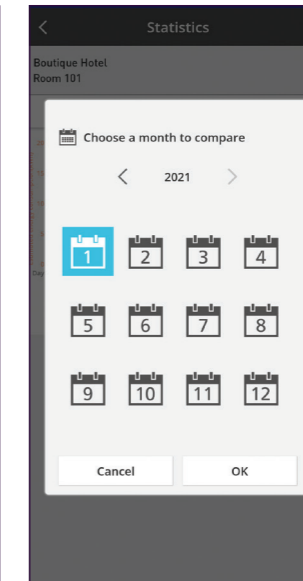 Statistics
Boutique Hotel
Room 101
Choose a month to compare
2021
1 2 3 4
5 6 7 8
9 10 11 12
Cancel OK